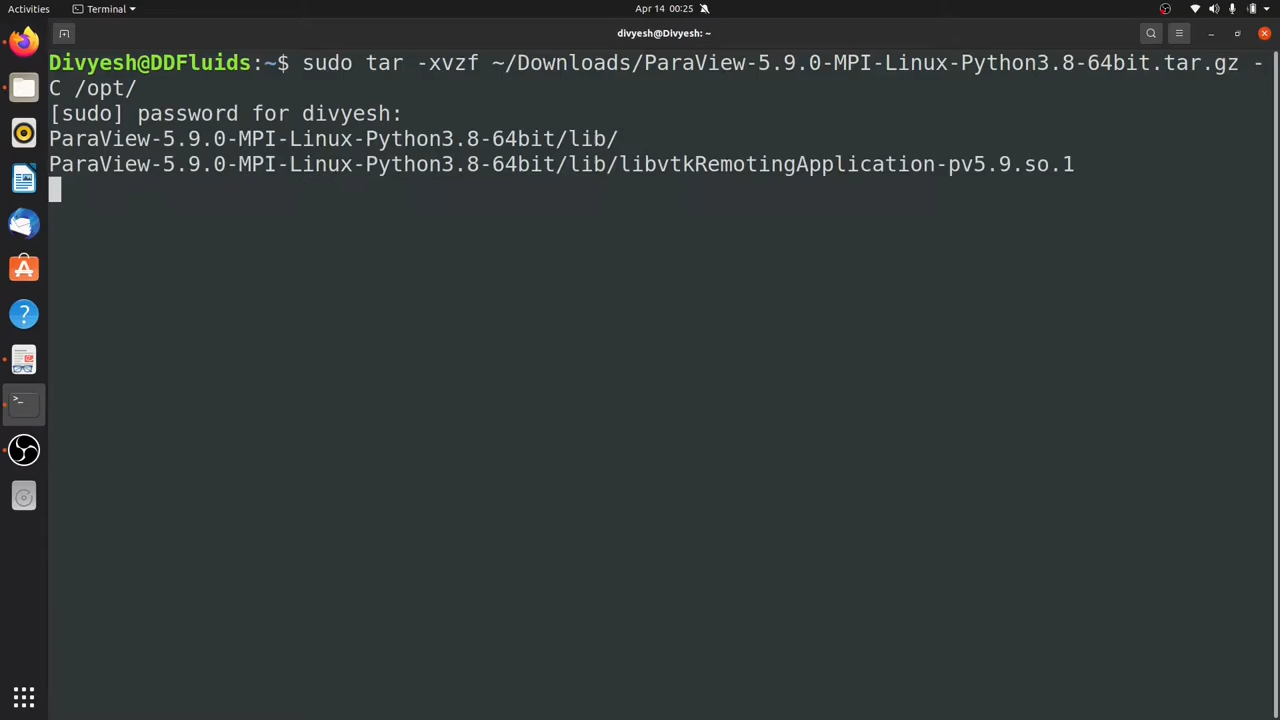 Activities
Terminal
Apr 14 00:25
divyesh@Divyesh: ~
Divyesh@DDFluids:~$ sudo tar -xvzf ~/Downloads/ParaView-5.9.0-MPI-Linux-Python3.8-64bit.tar.gz -
C /opt/
[sudo] password for divyesh:
ParaView-5.9.0-MPI-Linux-Python3.8-64bit/lib/
ParaView-5.9.0-MPI-Linux-Python3.8-64bit/lib/libvtkRemotingApplication-pv5.9.so.1